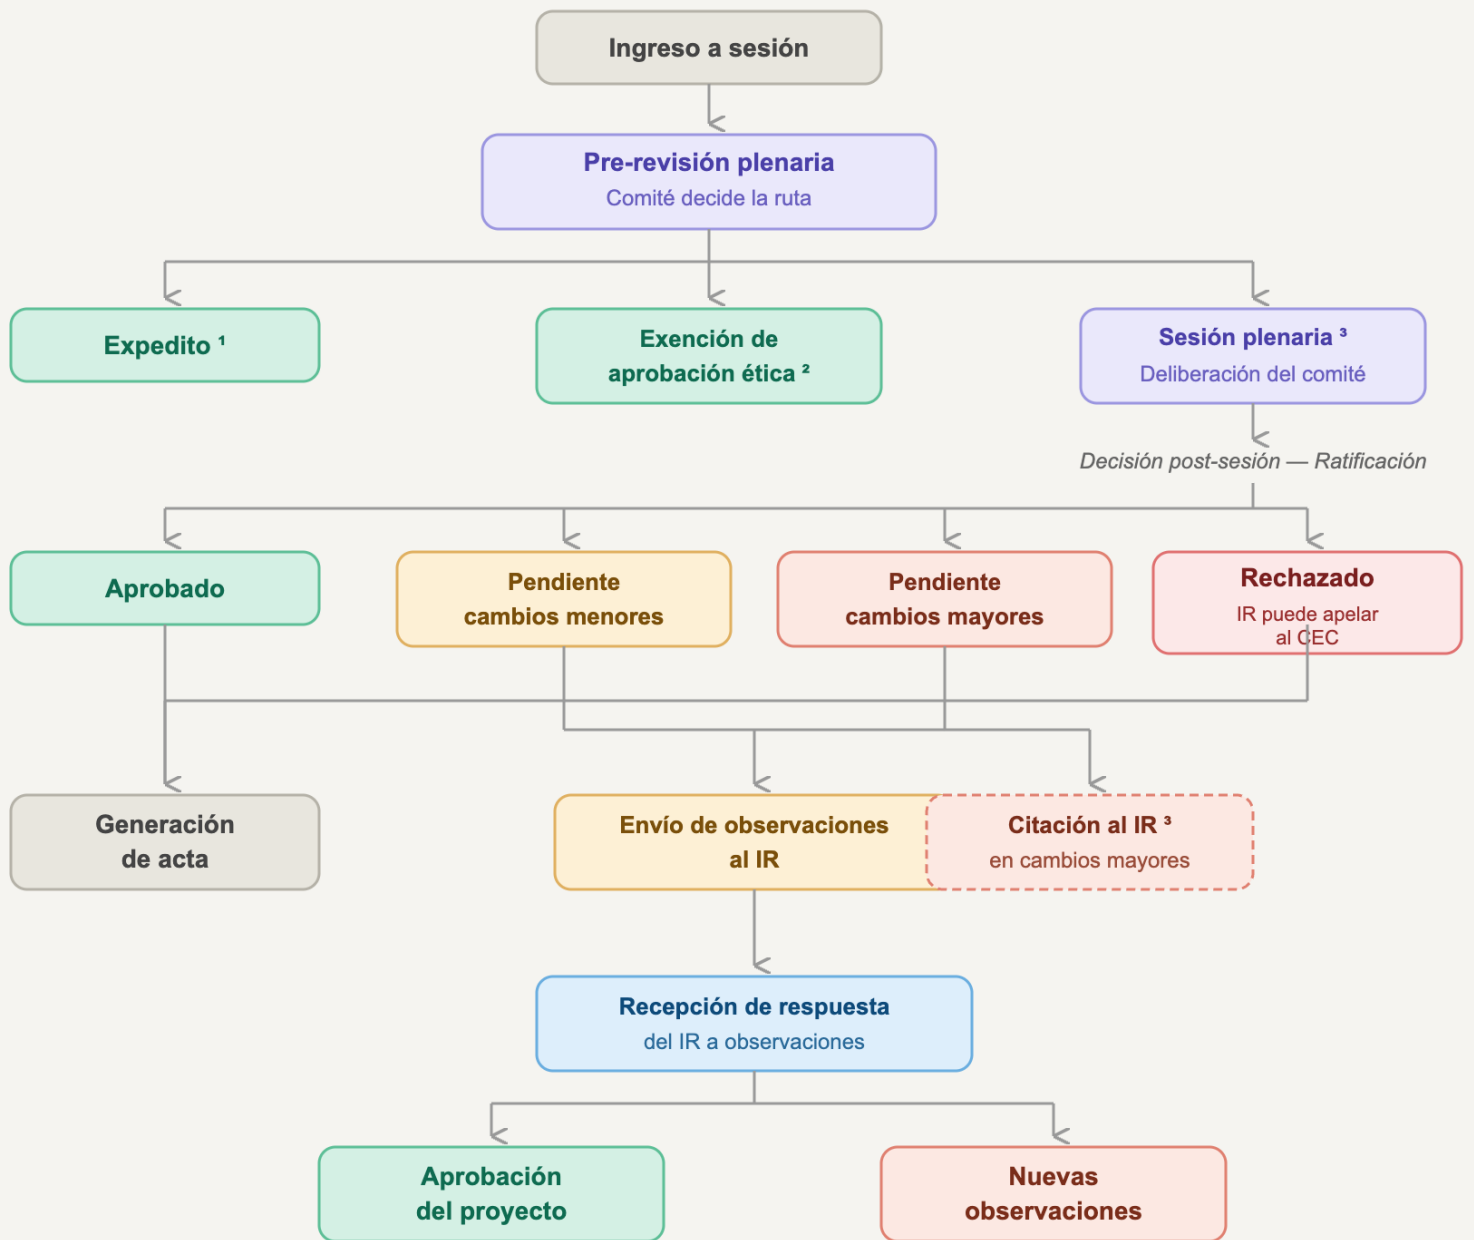 Ingreso a sesión
Pre-revisión plenaria
Comité decide la ruta
Expedito ¹
Exención de
aprobación ética ²
Sesión plenaria ³
Deliberación del comité
Decisión post-sesión — Ratificación
Aprobado
Pendiente
cambios menores
Pendiente
cambios mayores
Rechazado
IR puede apelar
al CEC
Generación
de acta
Envío de observaciones
al IR
Citación al IR ³
en cambios mayores
Recepción de respuesta
del IR a observaciones
Aprobación
del proyecto
Nuevas
observaciones